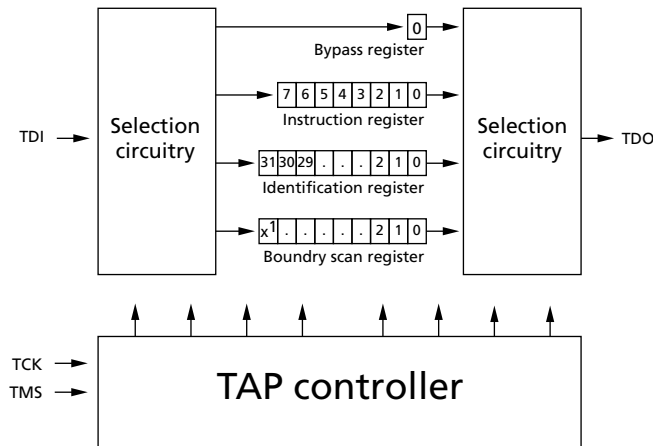 0
Bypass register
7 6 5 4 3 2 1 0
Instruction register
TDI
Selection
circuitry
Selection
circuitry
TDO
31 30 29 . . . 2 1 0
Identification register
x1 . . . . . 2 1 0
Boundry scan register
TCK
TMS
TAP controller